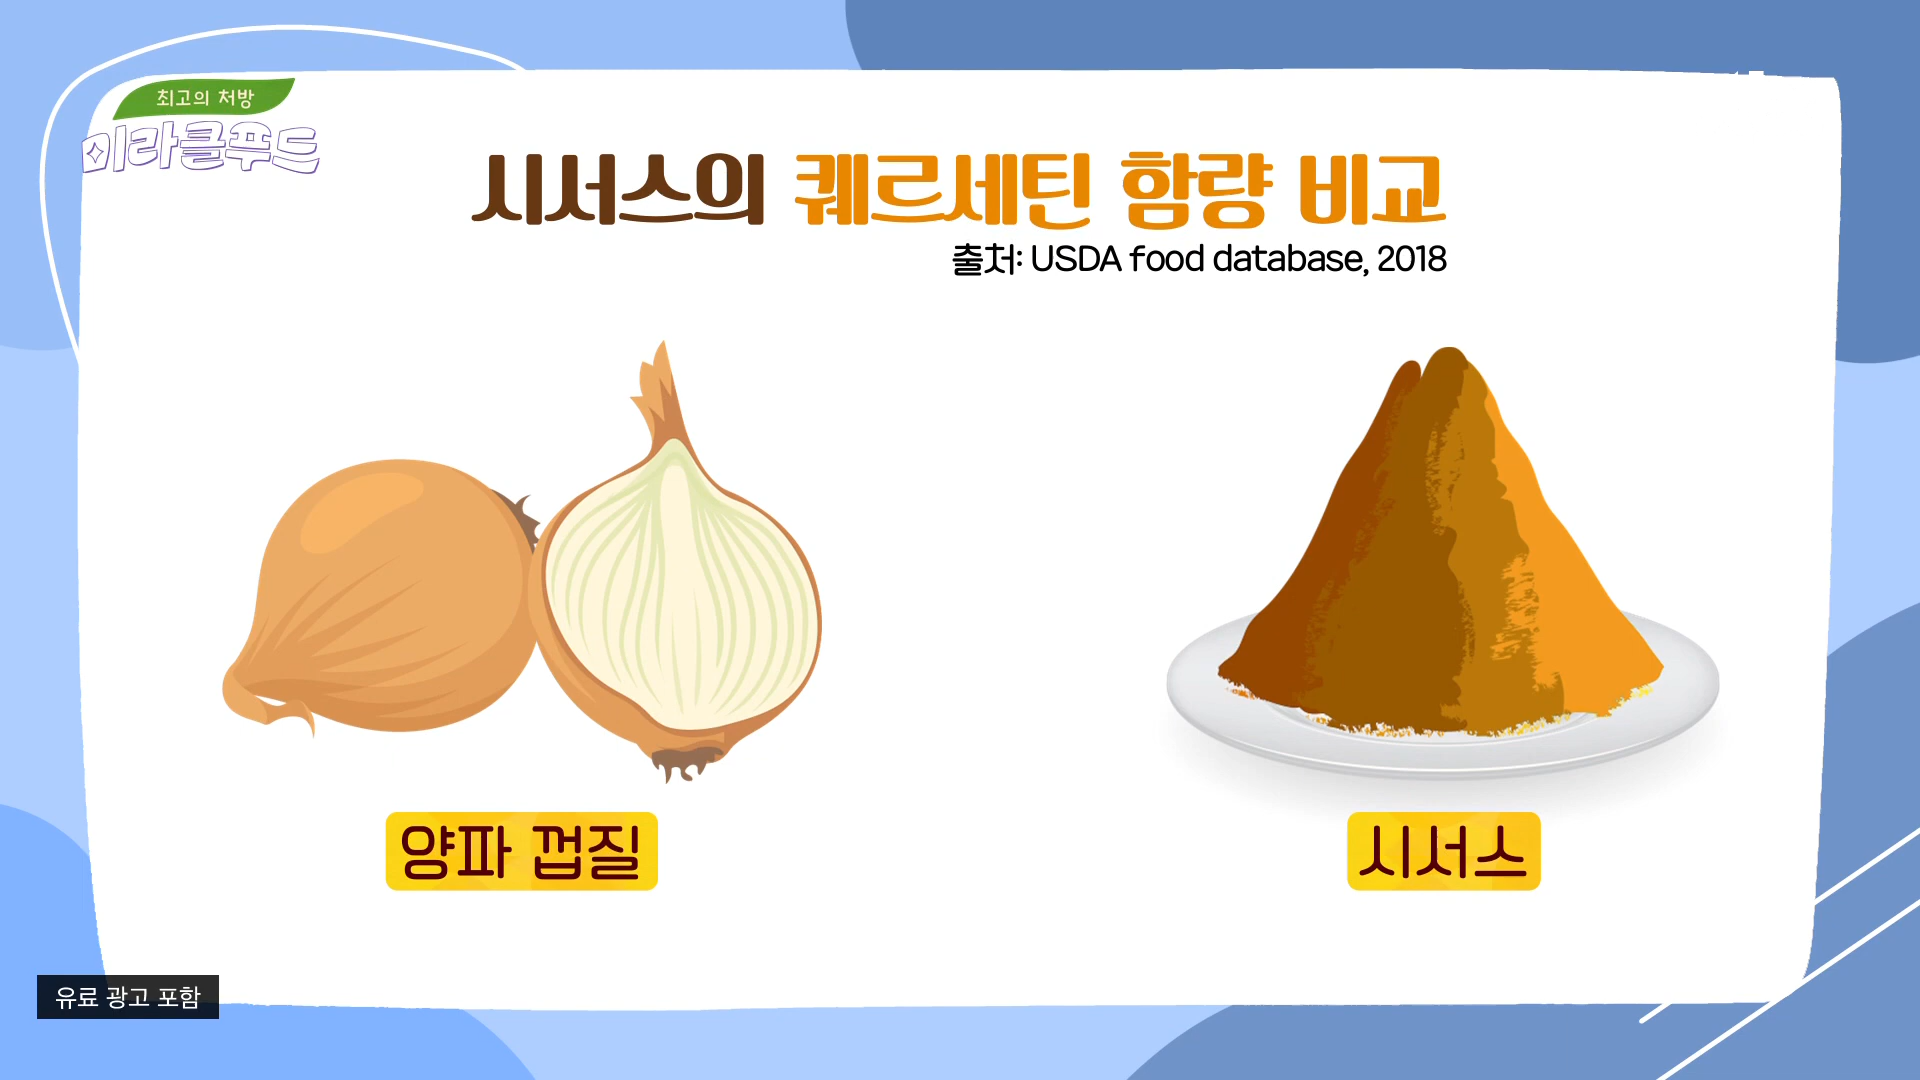 최고의 처방
미라클푸드
시서스의 퀘르세틴 함량 비교
출처: USDA food database, 2018
양파 껍질
시서스
유료 광고 포함